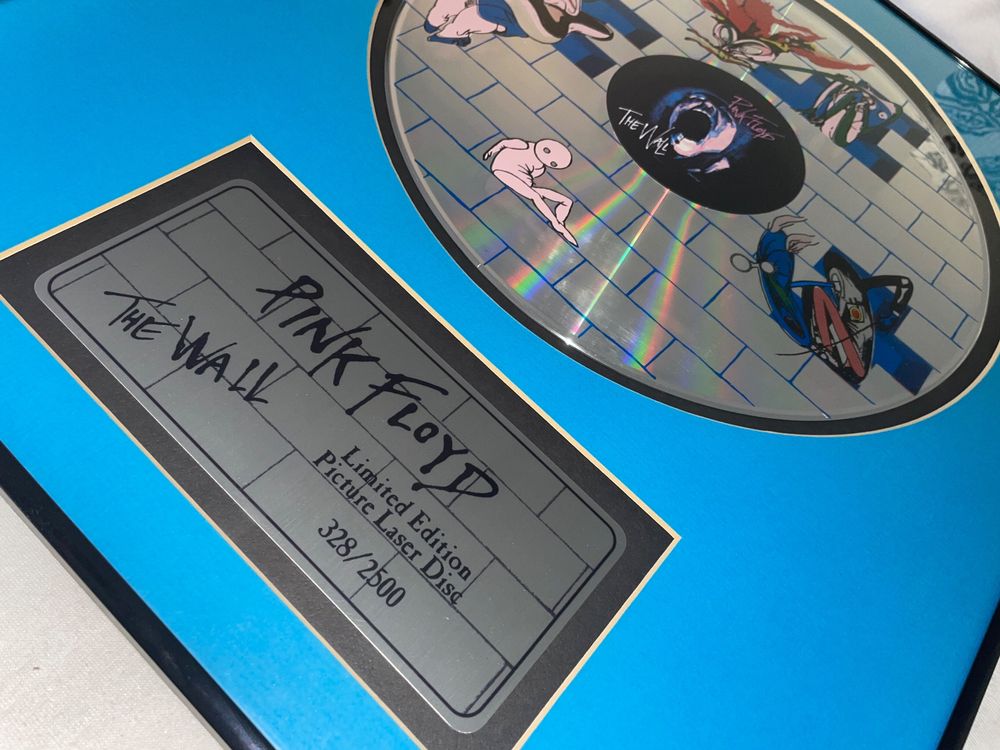 PINK FLOYD
THE WALL
Limited Edition
Picture Laser Disc
328/2500
PINK FLOYD
THE WALL